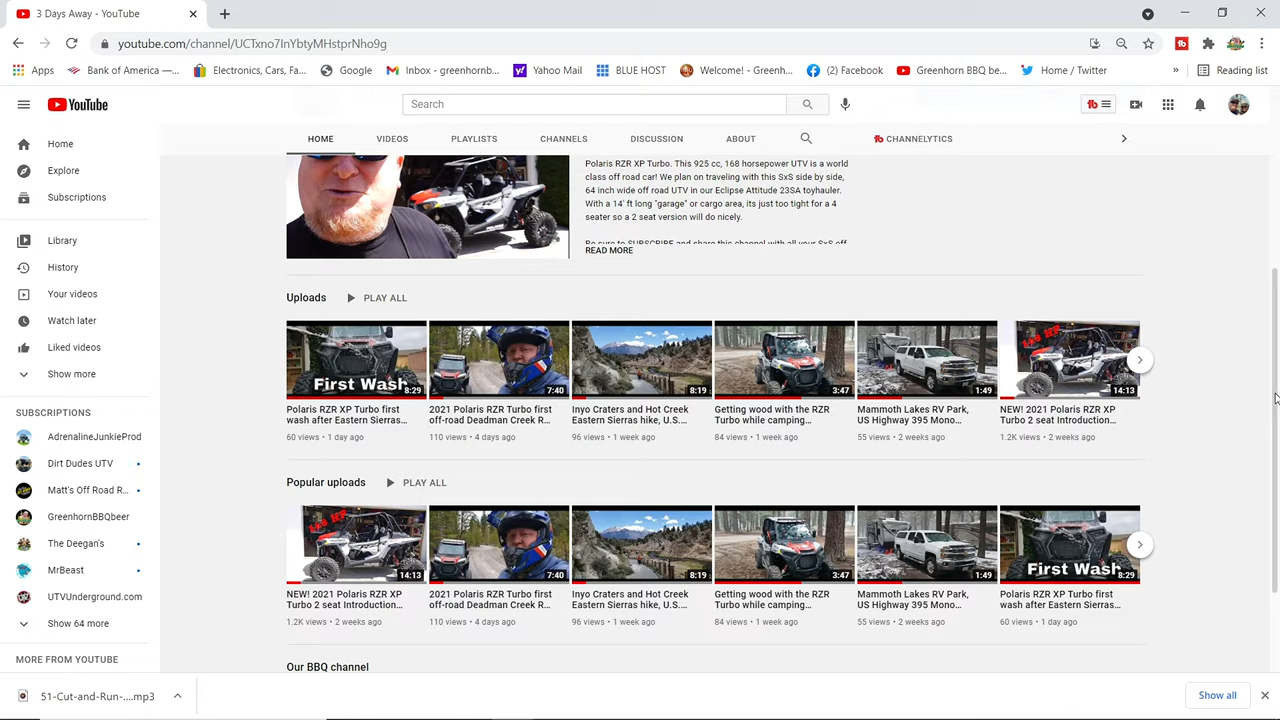 3 Days Away - YouTube
youtube.com/channel/UCTxno7InYbtyMHstprNho9g
Apps
Bank of America —...
Electronics, Cars, Fa...
Google
Inbox - greenhornb...
Yahoo Mail
BLUE HOST
Welcome! - Greenh...
(2) Facebook
Greenhorn BBQ be...
Home / Twitter
»
Reading list
YouTube
Search
tb
HOME
VIDEOS
PLAYLISTS
CHANNELS
DISCUSSION
ABOUT
tb CHANNELYTICS
Home
Explore
Subscriptions
Library
History
Your videos
Watch later
Liked videos
Show more
SUBSCRIPTIONS
AdrenalineJunkieProd
Dirt Dudes UTV
Matt's Off Road R...
GreenhornBBQbeer
The Deegan's
MrBeast
UTVUnderground.com
Show 64 more
MORE FROM YOUTUBE
Polaris RZR XP Turbo. This 925 cc, 168 horsepower UTV is a world
class off road car! We plan on traveling with this SxS side by side,
64 inch wide off road UTV in our Eclipse Attitude 23SA toyhauler.
With a 14' ft long "garage" or cargo area, its just too tight for a 4
seater so a 2 seat version will do nicely.
Be sure to SUBSCRIBE and share this channel with all your SxS off
READ MORE
Uploads
PLAY ALL
First Wash
8:29
7:40
8:19
3:47
1:49
14:13
Polaris RZR XP Turbo first
wash after Eastern Sierras...
60 views • 1 day ago
2021 Polaris RZR Turbo first
off-road Deadman Creek R...
110 views • 4 days ago
Inyo Craters and Hot Creek
Eastern Sierras hike, U.S....
96 views • 1 week ago
Getting wood with the RZR
Turbo while camping...
84 views • 1 week ago
Mammoth Lakes RV Park,
US Highway 395 Mono...
55 views • 2 weeks ago
NEW! 2021 Polaris RZR XP
Turbo 2 seat Introduction...
1.2K views • 2 weeks ago
Popular uploads
PLAY ALL
14:13
7:40
8:19
3:47
1:49
First Wash
8:29
NEW! 2021 Polaris RZR XP
Turbo 2 seat Introduction...
1.2K views • 2 weeks ago
2021 Polaris RZR Turbo first
off-road Deadman Creek R...
110 views • 4 days ago
Inyo Craters and Hot Creek
Eastern Sierras hike, U.S....
96 views • 1 week ago
Getting wood with the RZR
Turbo while camping...
84 views • 1 week ago
Mammoth Lakes RV Park,
US Highway 395 Mono...
55 views • 2 weeks ago
Polaris RZR XP Turbo first
wash after Eastern Sierras...
60 views • 1 day ago
Our BBQ channel
51-Cut-and-Run-....mp3
Show all